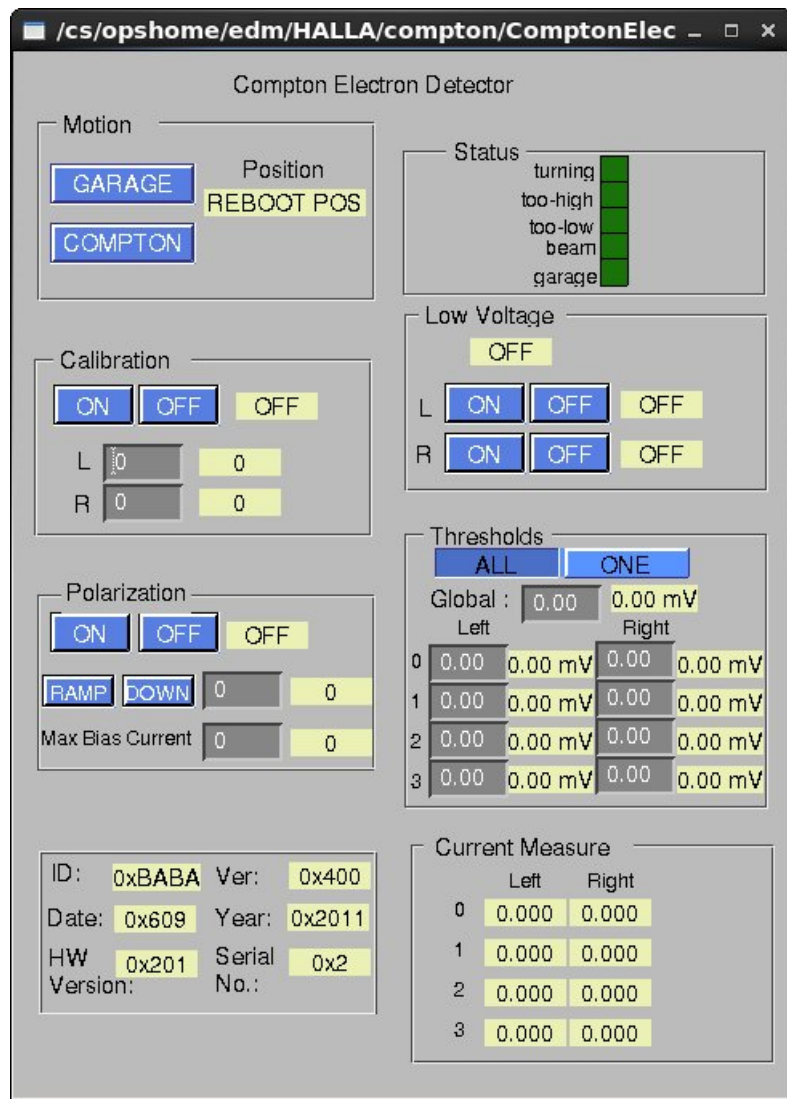 /cs/opshome/edm/HALLA/compton/ComptonElec
Compton Electron Detector
Motion
GARAGE
COMPTON
Position
REBOOT POS
Status
turning
too-high
too-low
beam
garage
Calibration
ON OFF OFF
L 0 0
R 0 0
Low Voltage
OFF
L ON OFF OFF
R ON OFF OFF
Polarization
ON OFF OFF
RAMP DOWN 0 0
Max Bias Current 0 0
Thresholds
ALL ONE
Global : 0.00 0.00 mV
Left Right
0 0.00 0.00 mV 0.00 0.00 mV
1 0.00 0.00 mV 0.00 0.00 mV
2 0.00 0.00 mV 0.00 0.00 mV
3 0.00 0.00 mV 0.00 0.00 mV
ID: 0xBABA Ver: 0x400
Date: 0x609 Year: 0x2011
HW Version: 0x201 Serial No.: 0x2
Current Measure
Left Right
0 0.000 0.000
1 0.000 0.000
2 0.000 0.000
3 0.000 0.000